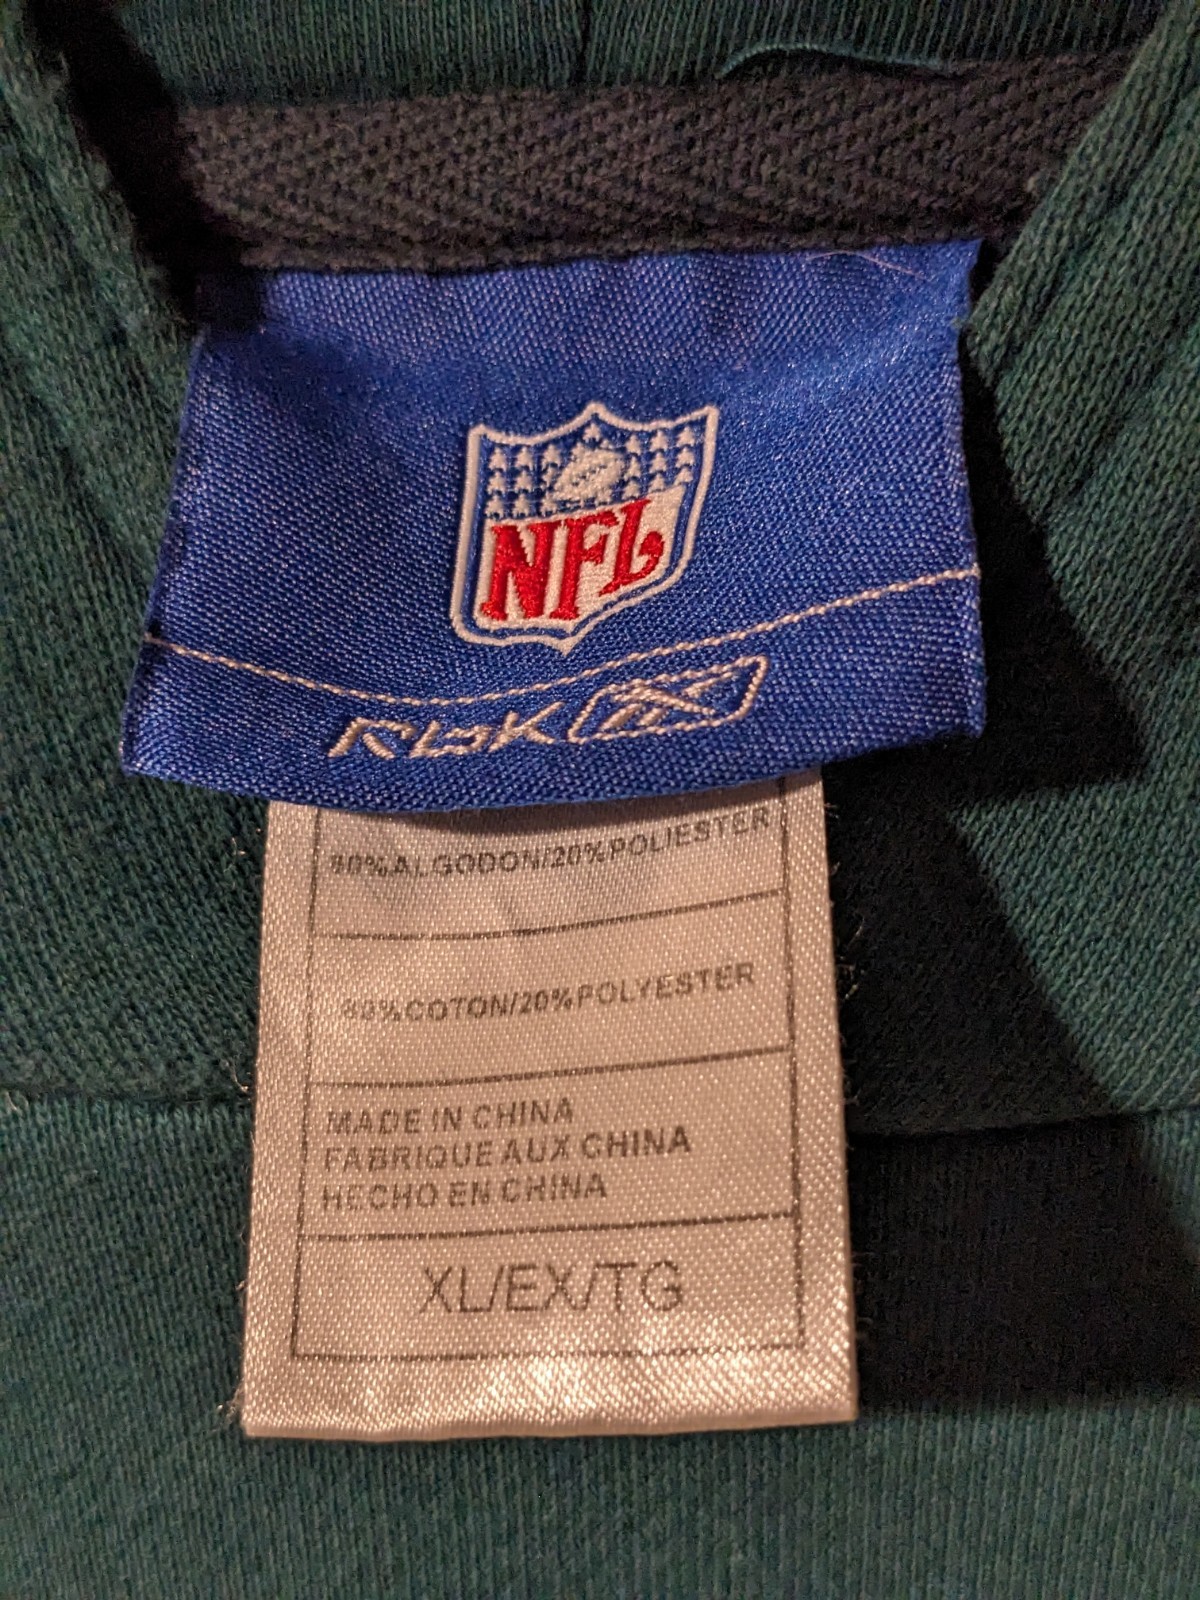 NFL
Rbk
80%ALGODON/20%POLIESTER
80%COTON/20%POLYESTER
MADE IN CHINA
FABRIQUE AUX CHINA
HECHO EN CHINA
XL/EX/TG